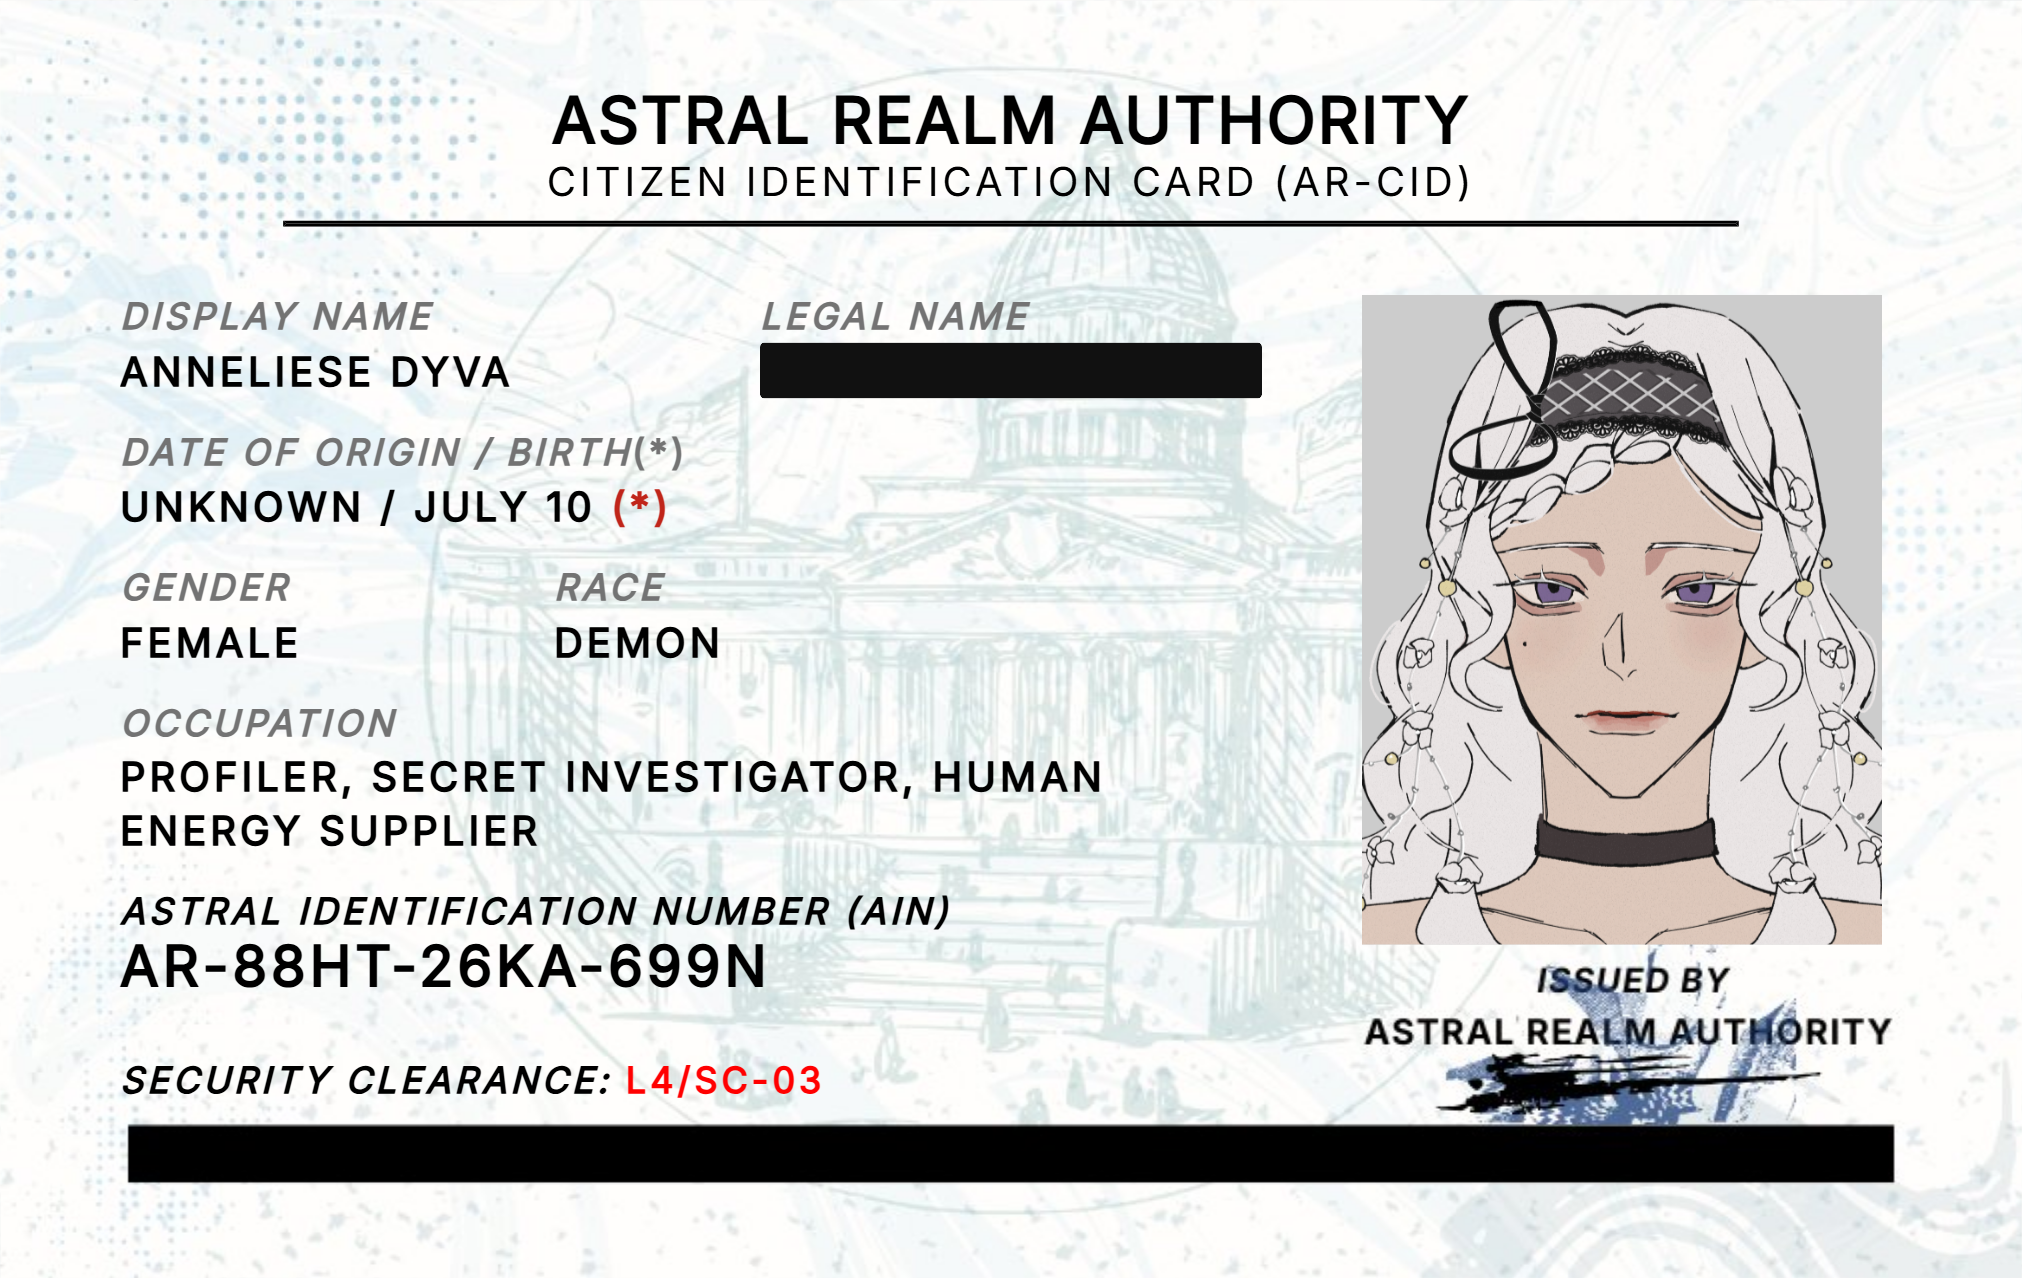 ASTRAL REALM AUTHORITY
CITIZEN IDENTIFICATION CARD (AR-CID)
DISPLAY NAME
ANNELIESE DYVA
LEGAL NAME
DATE OF ORIGIN / BIRTH(*)
UNKNOWN / JULY 10 (*)
GENDER
FEMALE
RACE
DEMON
OCCUPATION
PROFILER, SECRET INVESTIGATOR, HUMAN
ENERGY SUPPLIER
ASTRAL IDENTIFICATION NUMBER (AIN)
AR-88HT-26KA-699N
SECURITY CLEARANCE: L4/SC-03
ISSUED BY
ASTRAL REALM AUTHORITY